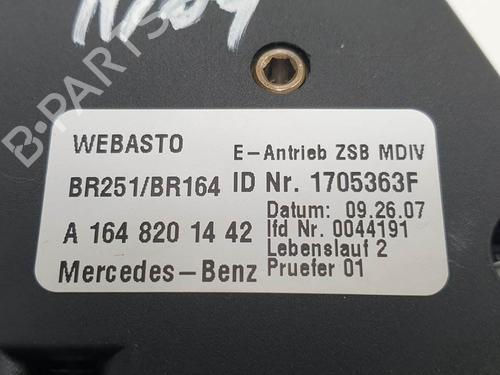 WEBASTO E-Antrieb ZSB MDIV
BR251/BR164 ID Nr. 1705363F
Datum: 09.26.07
A 164 820 14 42 lfd Nr. 0044191
Lebenslauf 2
Mercedes-Benz Pruefer 01
B-PARTS